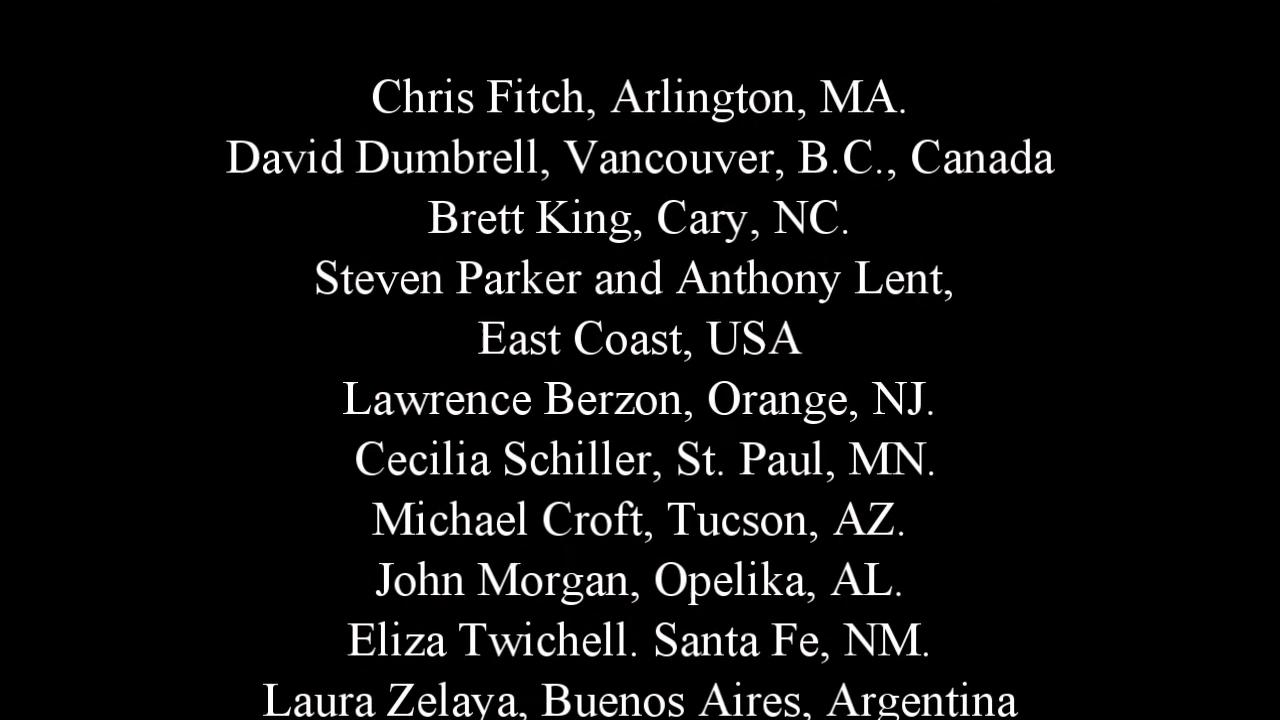 Chris Fitch, Arlington, MA.
David Dumbrell, Vancouver, B.C., Canada
Brett King, Cary, NC.
Steven Parker and Anthony Lent,
East Coast, USA
Lawrence Berzon, Orange, NJ.
Cecilia Schiller, St. Paul, MN.
Michael Croft, Tucson, AZ.
John Morgan, Opelika, AL.
Eliza Twichell. Santa Fe, NM.
Laura Zelaya, Buenos Aires, Argentina